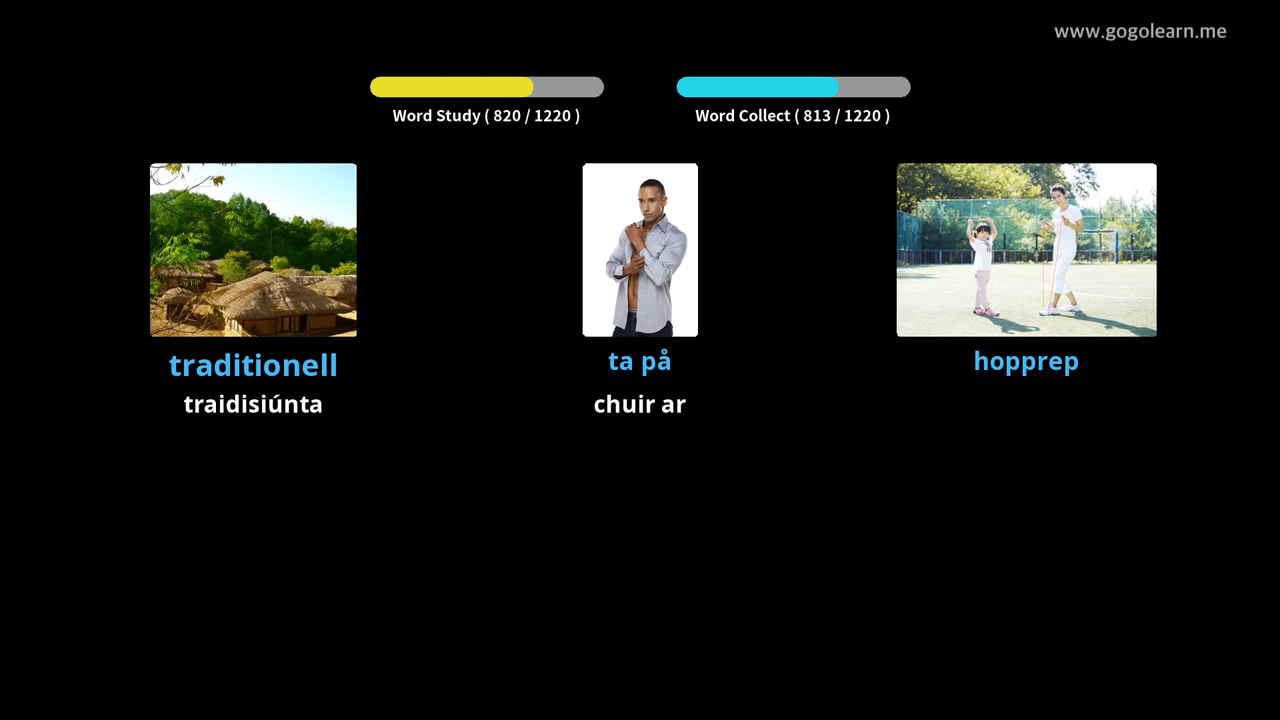 www.gogolearn.me
Word Study ( 820 / 1220 )
Word Collect ( 813 / 1220 )
traditionell
traidisiúnta
ta på
chuir ar
hopprep